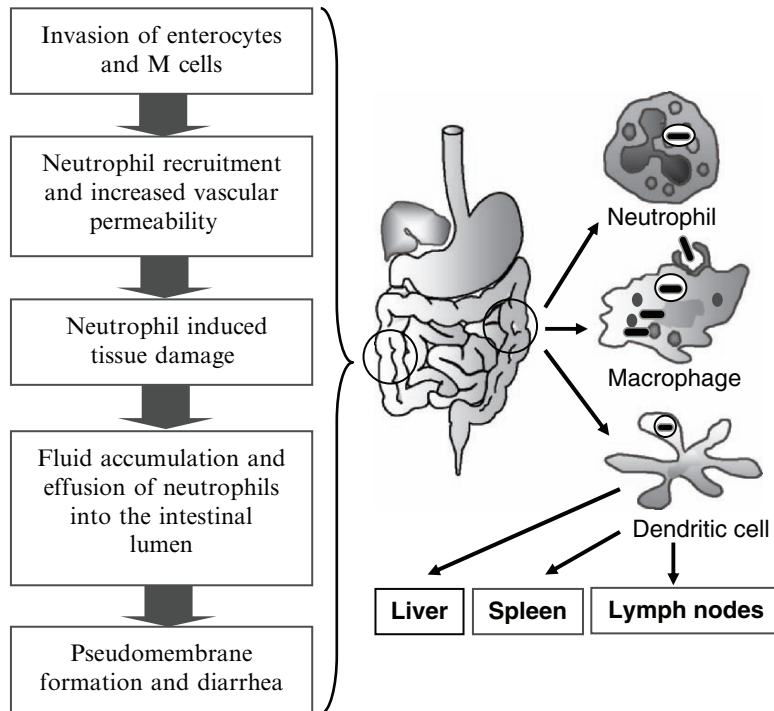 Invasion of enterocytes
and M cells
Neutrophil recruitment
and increased vascular
permeability
Neutrophil induced
tissue damage
Fluid accumulation and
effusion of neutrophils
into the intestinal
lumen
Pseudomembrane
formation and diarrhea
Neutrophil
Macrophage
Dendritic cell
Liver
Spleen
Lymph nodes